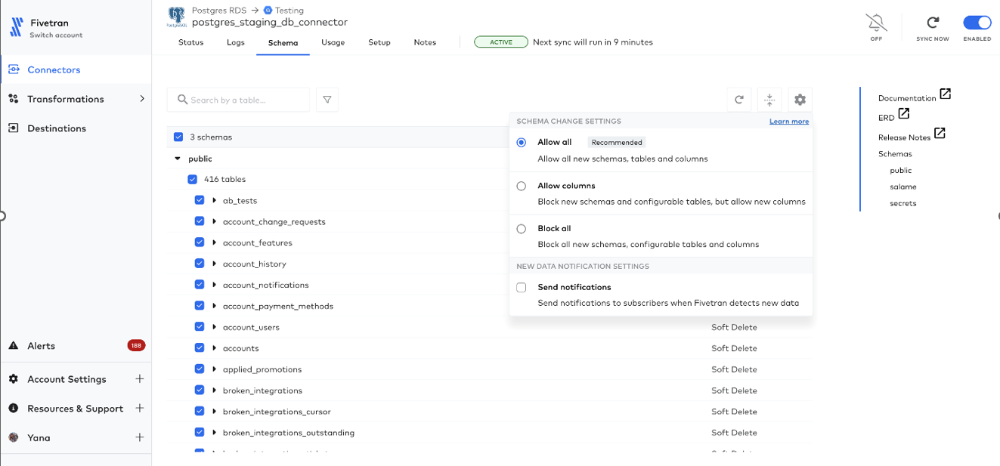 Fivetran
Switch account
Connectors
Transformations
Destinations
Alerts
188
Account Settings
Resources & Support
Yana
PostgreSQL
Postgres RDS → Testing
postgres_staging_db_connector
Status Logs Schema Usage Setup Notes
ACTIVE Next sync will run in 9 minutes
OFF
SYNC NOW
ENABLED
Search by a table...
3 schemas
public
416 tables
ab_tests
account_change_requests
account_features
account_history
account_notifications
account_payment_methods
account_users Soft Delete
accounts Soft Delete
applied_promotions Soft Delete
broken_integrations Soft Delete
broken_integrations_cursor Soft Delete
broken_integrations_outstanding Soft Delete
SCHEMA CHANGE SETTINGS Learn more
Allow all Recommended
Allow all new schemas, tables and columns
Allow columns
Block new schemas and configurable tables, but allow new columns
Block all
Block all new schemas, configurable tables and columns
NEW DATA NOTIFICATION SETTINGS
Send notifications
Send notifications to subscribers when Fivetran detects new data
Documentation
ERD
Release Notes
Schemas
public
salame
secrets